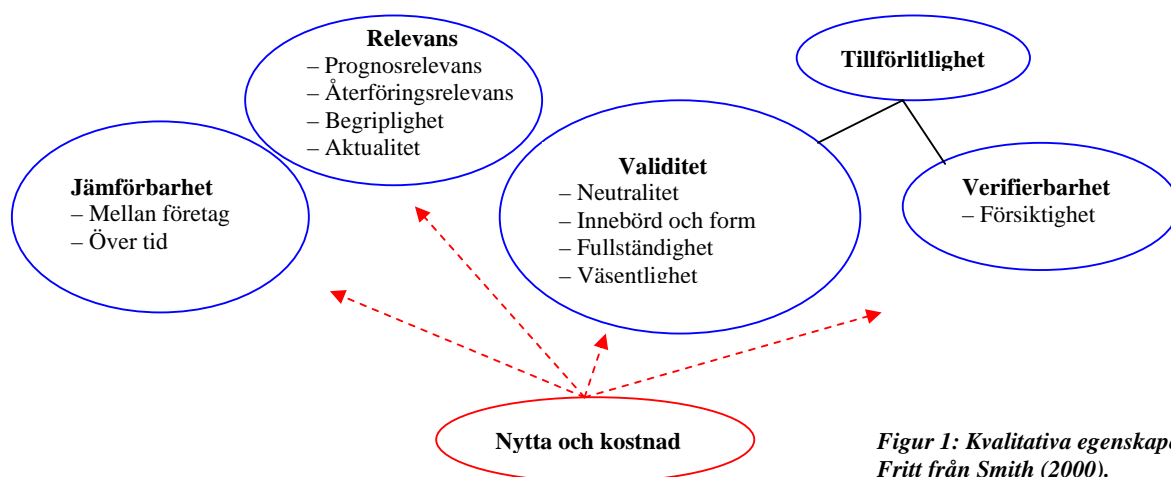 Relevans
– Prognosrelevans
– Återföringsrelevans
– Begriplighet
– Aktualitet
Tillförlitlighet
Jämförbarhet
– Mellan företag
– Över tid
Validitet
– Neutralitet
– Innebörd och form
– Fullständighet
– Väsentlighet
Verifierbarhet
– Försiktighet
Nytta och kostnad
Figur 1: Kvalitativa egenskap
Fritt från Smith (2000).